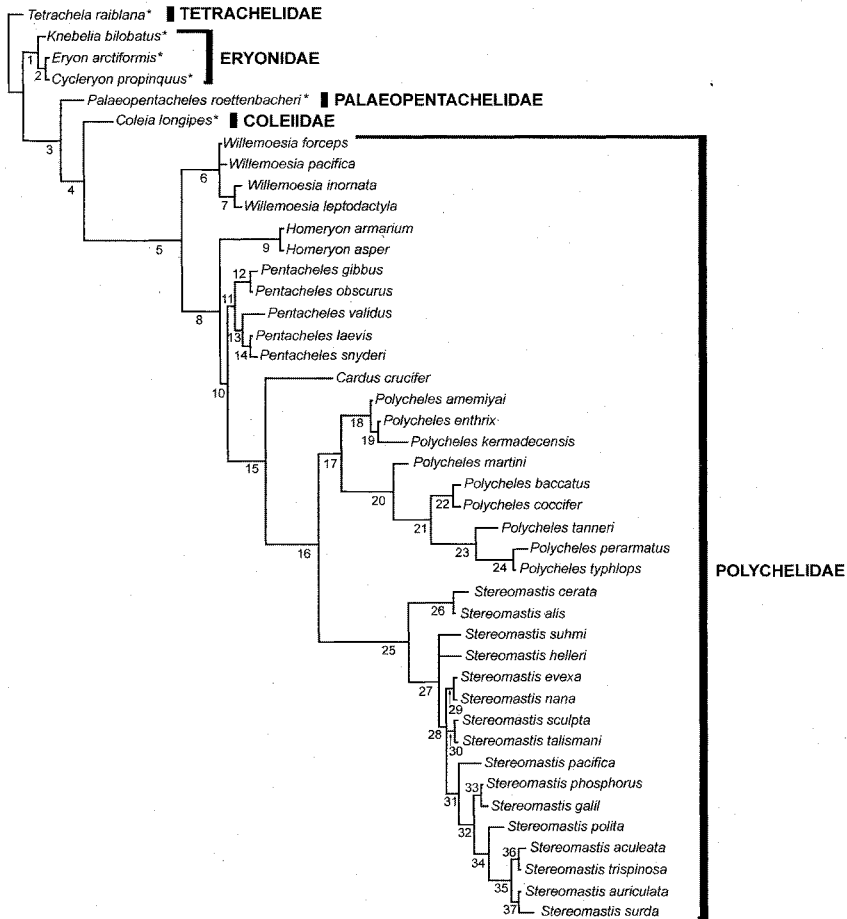 Tetrachela raiblana* TETRACHELIDAE
Knebelia bilobatus*
1
Eryon arctiformis* ERYONIDAE
2
Cycleryon propinquus*
Palaeopentacheles roettenbacheri* PALAEOPENTACHELIDAE
Coleia longipes* COLEIIDAE
3
Willemoesia forceps
Willemoesia pacifica
6
4
Willemoesia inornata
7
Willemoesia leptodactyla
Homeryon armarium
5
9
Homeryon asper
12
Pentacheles gibbus
Pentacheles obscurus
11
Pentacheles validus
8
13
Pentacheles laevis
14
Pentacheles snyderi
Cardus crucifer
10
Polycheles amemiyai
18
Polycheles enthrix
19
Polycheles kermadecensis
17
Polycheles martini
15
Polycheles baccatus
20
22
Polycheles coccifer
21
Polycheles tanneri
23
Polycheles perarmatus
16
24
Polycheles typhlops
POLYCHELIDAE
Stereomastis cerata
26
Stereomastis alis
Stereomastis suhmi
25
Stereomastis helleri
Stereomastis evexa
27
Stereomastis nana
29
Stereomastis sculpta
28
Stereomastis talismani
30
Stereomastis pacifica
33
Stereomastis phosphorus
31
Stereomastis galil
Stereomastis polita
32
Stereomastis aculeata
36
34
Stereomastis trispinosa
35
Stereomastis auriculata
37
Stereomastis surda